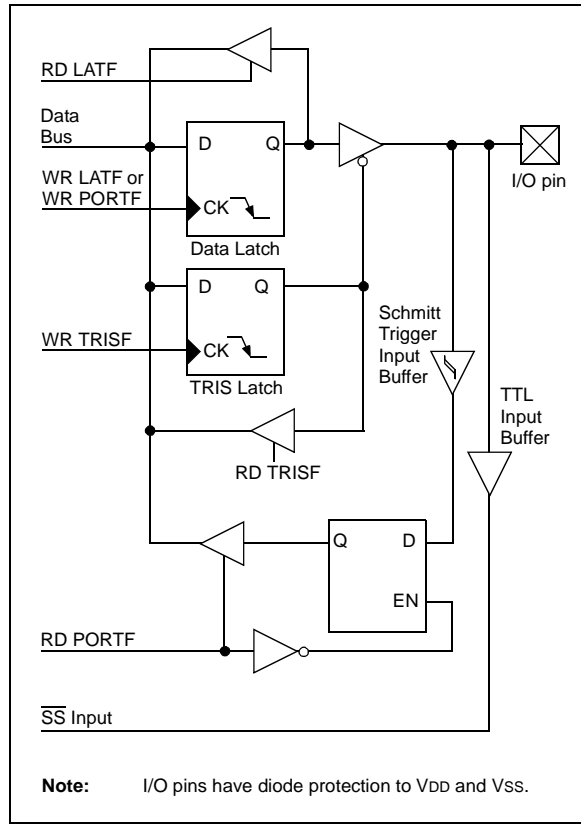 RD LATF
Data
Bus
D Q
WR LATF or
WR PORTF
CK
I/O pin
Data Latch
D Q
WR TRISF
CK
TRIS Latch
Schmitt
Trigger
Input
Buffer
TTL
Input
Buffer
RD TRISF
Q D
EN
RD PORTF
SS Input
Note: I/O pins have diode protection to VDD and VSS.